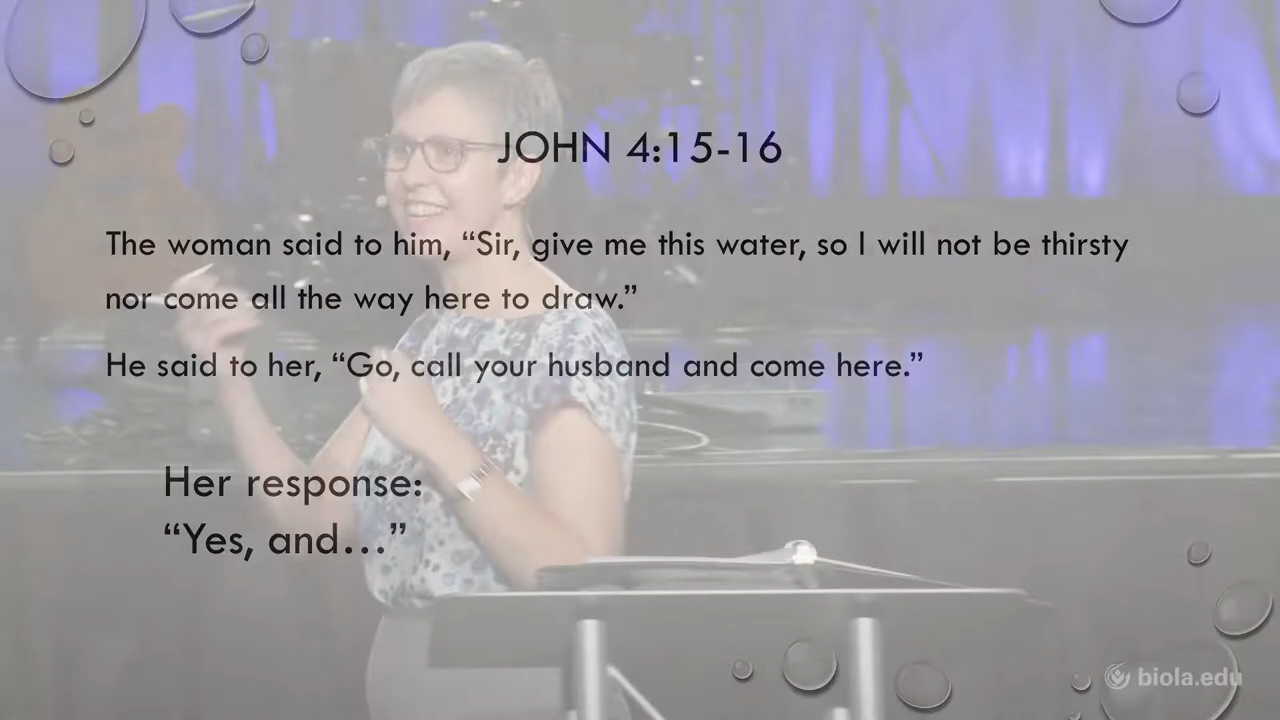 JOHN 4:15-16
The woman said to him, “Sir, give me this water, so I will not be thirsty
nor come all the way here to draw.”
He said to her, “Go, call your husband and come here.”
Her response:
“Yes, and…”
biola.edu